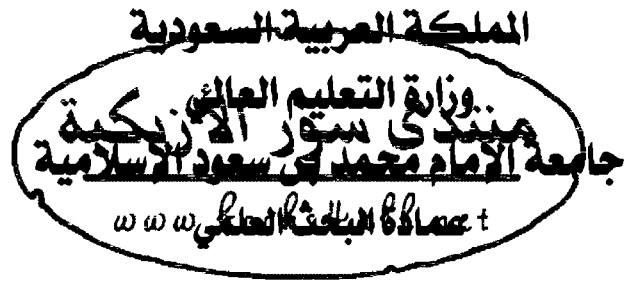 المملكة العربية السعودية
وزارة التعليم العالي
منتدى سور الأزبكية
جامعة الإمام محمد بن سعود الإسلامية
عمادة البحث العلمي